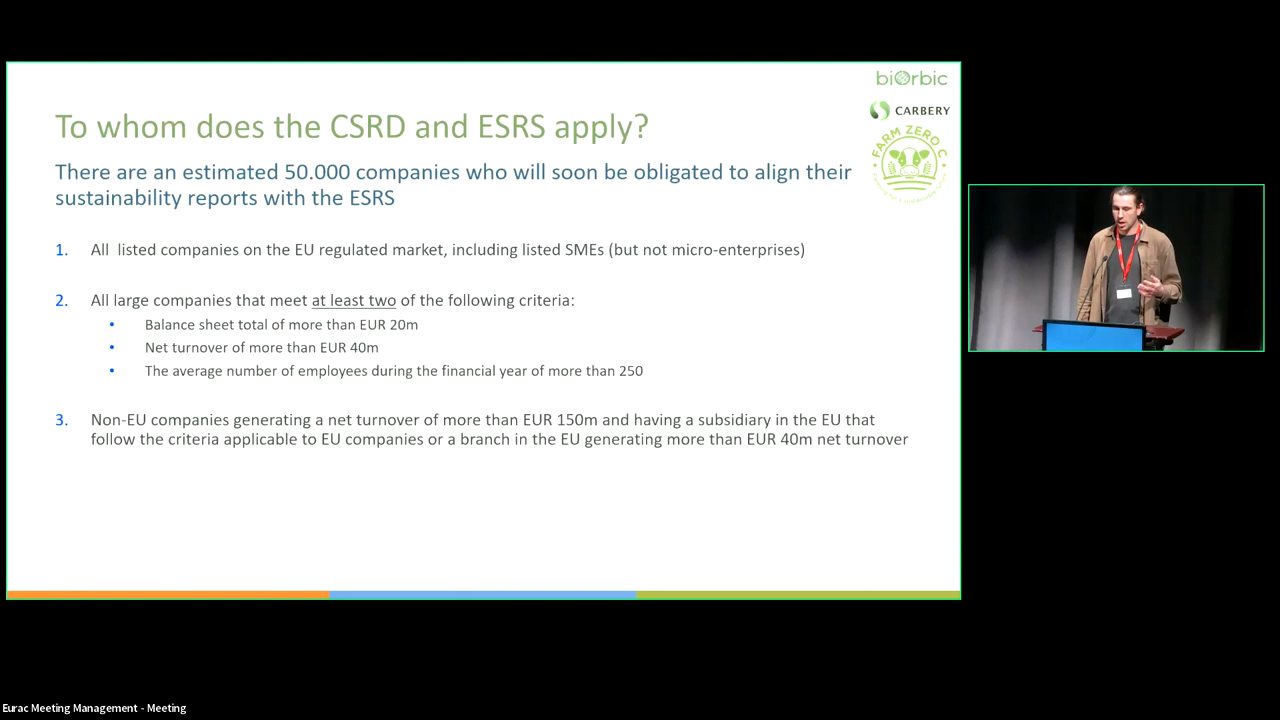 biOrbic
CARBERY
FARM ZERO C
To whom does the CSRD and ESRS apply?
There are an estimated 50.000 companies who will soon be obligated to align their
sustainability reports with the ESRS
1. All listed companies on the EU regulated market, including listed SMEs (but not micro-enterprises)
2. All large companies that meet at least two of the following criteria:
• Balance sheet total of more than EUR 20m
• Net turnover of more than EUR 40m
• The average number of employees during the financial year of more than 250
3. Non-EU companies generating a net turnover of more than EUR 150m and having a subsidiary in the EU that
follow the criteria applicable to EU companies or a branch in the EU generating more than EUR 40m net turnover
Eurac Meeting Management - Meeting